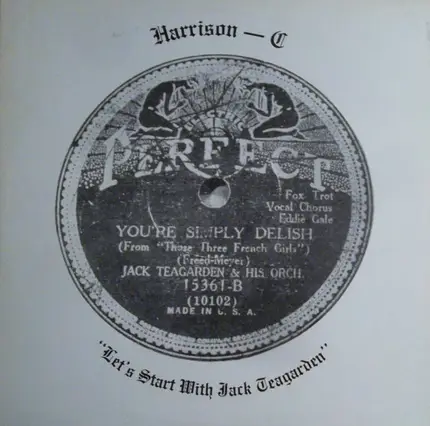 Harrison — C
PERFECT
Fox Trot
Vocal Chorus
Eddie Gale
YOU'RE SIMPLY DELISH
(From "Those Three French Girls")
(Freed-Meyer)
JACK TEAGARDEN & HIS ORCH.
15361-B
(10102)
MADE IN U. S. A.
"Let's Start With Jack Teagarden"